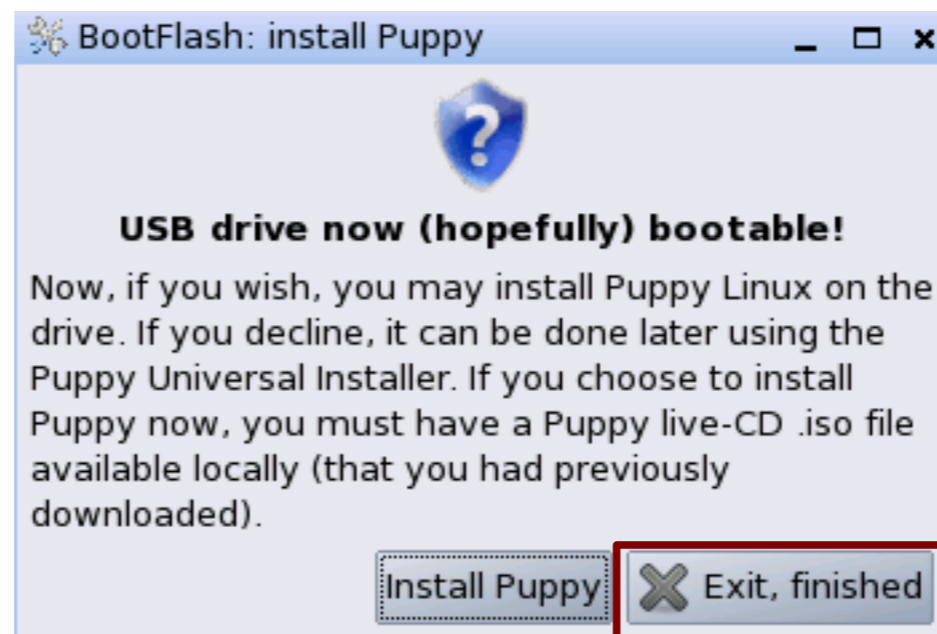 BootFlash: install Puppy
USB drive now (hopefully) bootable!
Now, if you wish, you may install Puppy Linux on the
drive. If you decline, it can be done later using the
Puppy Universal Installer. If you choose to install
Puppy now, you must have a Puppy live-CD .iso file
available locally (that you had previously
downloaded).
Install Puppy Exit, finished